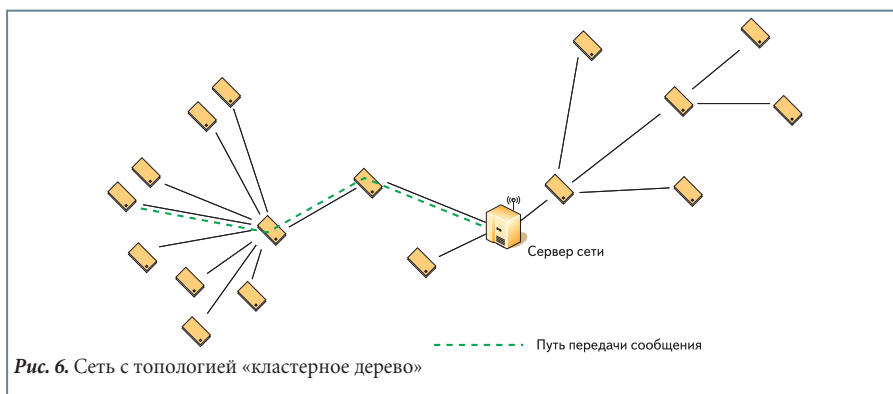 Сервер сети
Путь передачи сообщения
Рис. 6. Сеть с топологией «кластерное дерево»